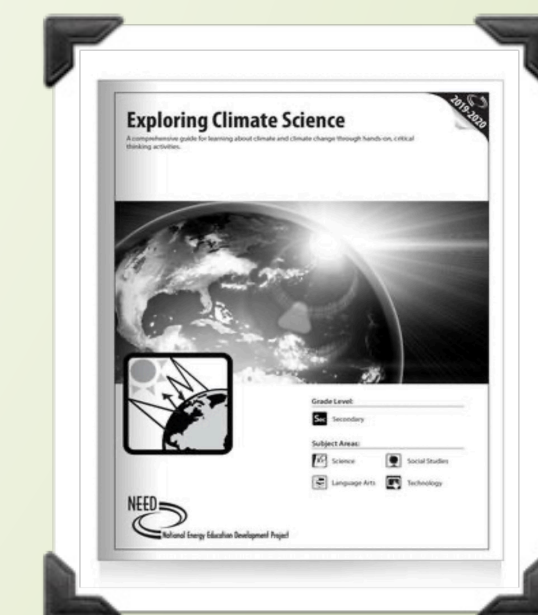 2019-2020
Exploring Climate Science
A comprehensive guide for learning about climate and climate change through hands-on, critical
thinking activities.
Grade Level:
Sec Secondary
Subject Areas:
Science Social Studies
Language Arts Technology
NEED
National Energy Education Development Project